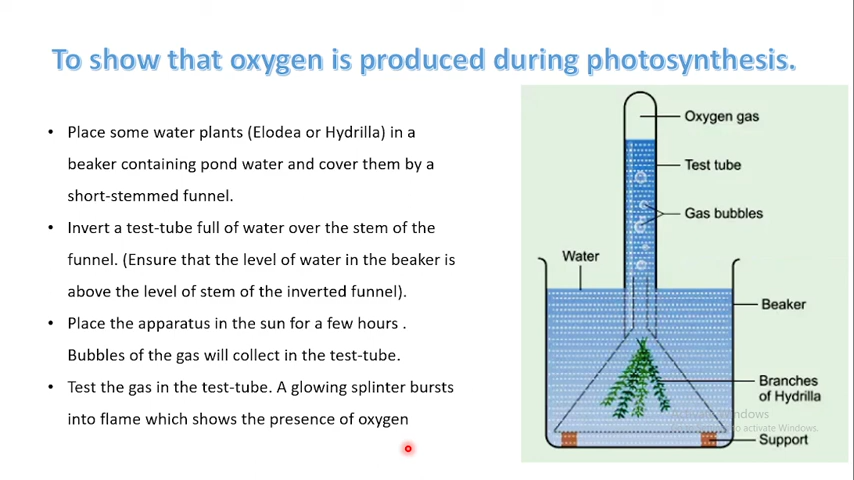 To show that oxygen is produced during photosynthesis.
• Place some water plants (Elodea or Hydrilla) in a
beaker containing pond water and cover them by a
short-stemmed funnel.
• Invert a test-tube full of water over the stem of the
funnel. (Ensure that the level of water in the beaker is
above the level of stem of the inverted funnel).
• Place the apparatus in the sun for a few hours .
Bubbles of the gas will collect in the test-tube.
• Test the gas in the test-tube. A glowing splinter bursts
into flame which shows the presence of oxygen
Oxygen gas
Test tube
Gas bubbles
Water
Beaker
Branches
of Hydrilla
Support
Windows
to activate Windows.